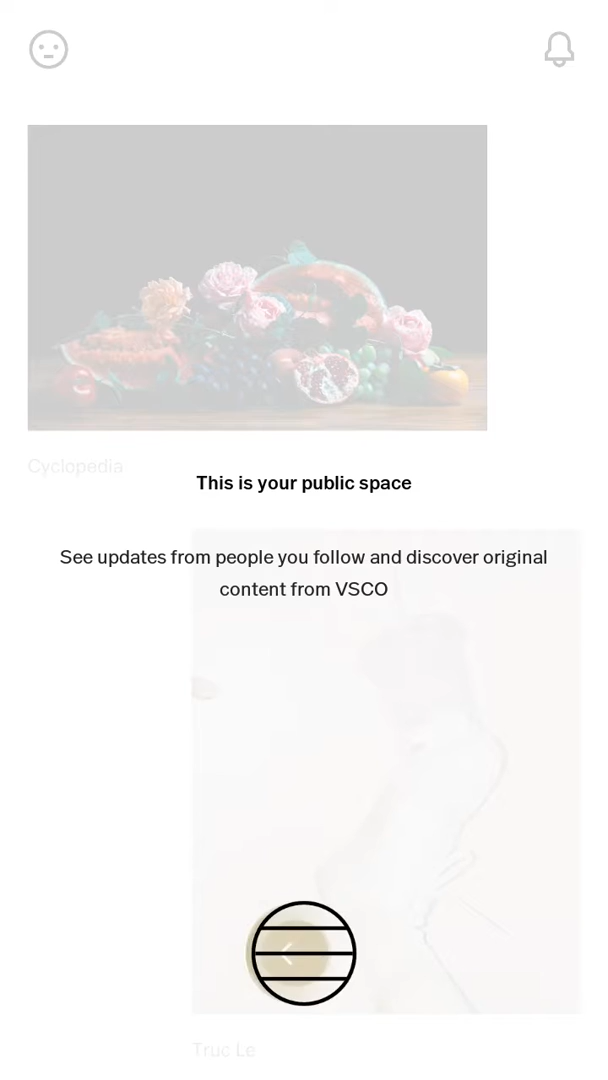 Cyclopedia
This is your public space
See updates from people you follow and discover original
content from VSCO
Truc Le